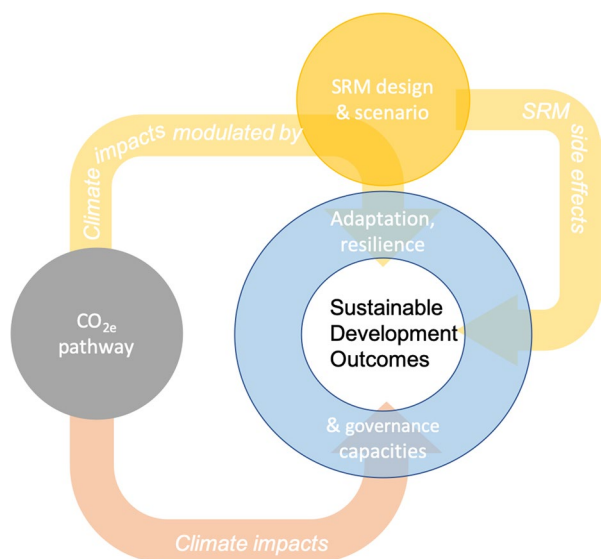 SRM design
& scenario
SRM
side effects
Climate impacts modulated by
Adaptation,
resilience
CO2e
pathway
Sustainable
Development
Outcomes
& governance
capacities
Climate impacts